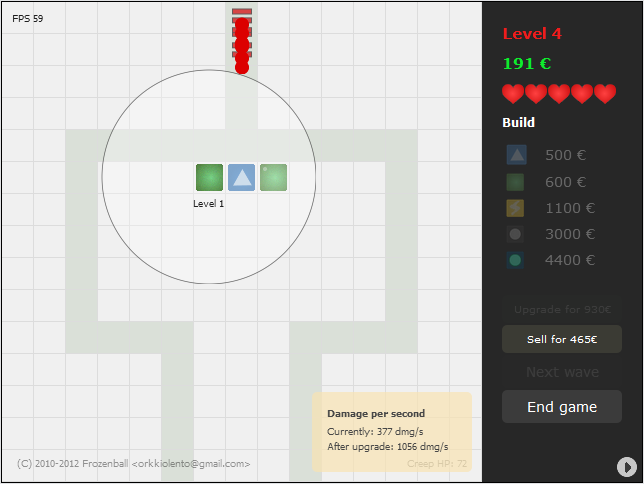 FPS 59
Level 1
Damage per second
Currently: 377 dmg/s
After upgrade: 1056 dmg/s
(C) 2010-2012 Frozenball <orkkiolento@gmail.com>
Creep HP: 72
Level 4
191 €
Build
500 €
600 €
1100 €
3000 €
4400 €
Upgrade for 930€
Sell for 465€
Next wave
End game